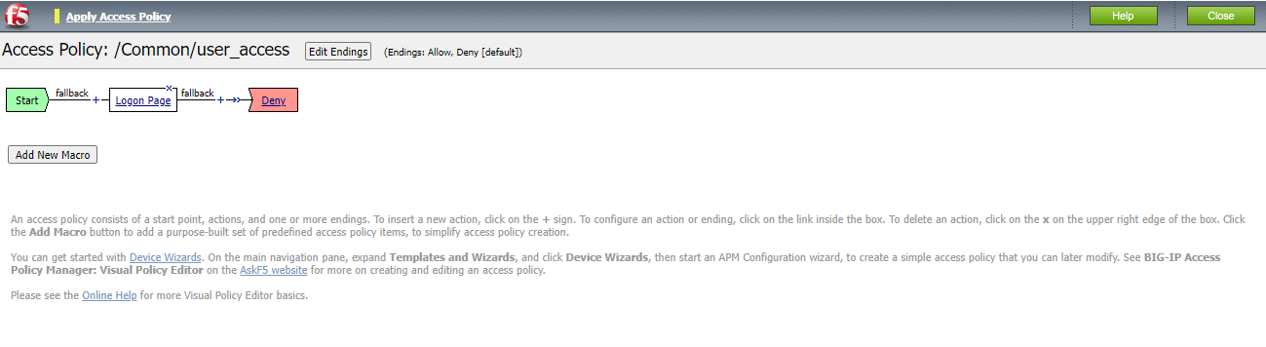 f5 Apply Access Policy Help Close
Access Policy: /Common/user_access Edit Endings (Endings: Allow, Deny [default])
Start fallback + Logon Page x fallback + Deny
Add New Macro
An access policy consists of a start point, actions, and one or more endings. To insert a new action, click on the + sign. To configure an action or ending, click on the link inside the box. To delete an action, click on the x on the upper right edge of the box. Click
the Add Macro button to add a purpose-built set of predefined access policy items, to simplify access policy creation.
You can get started with Device Wizards. On the main navigation pane, expand Templates and Wizards, and click Device Wizards, then start an APM Configuration wizard, to create a simple access policy that you can later modify. See BIG-IP Access
Policy Manager: Visual Policy Editor on the AskF5 website for more on creating and editing an access policy.
Please see the Online Help for more Visual Policy Editor basics.